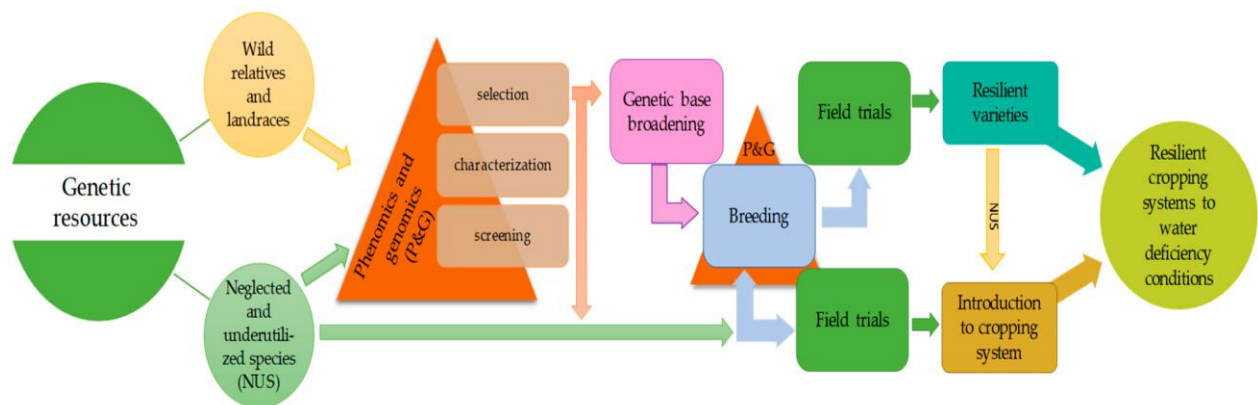 Genetic
resources
Wild
relatives
and
landraces
Neglected
and
underutili-
zed species
(NUS)
Phenomics and
genomics
(P&G)
selection
characterization
screening
Genetic base
broadening
P&G
Breeding
Field trials
Field trials
Resilient
varieties
NUS
Introduction
to cropping
system
Resilient
cropping
systems to
water
deficiency
conditions